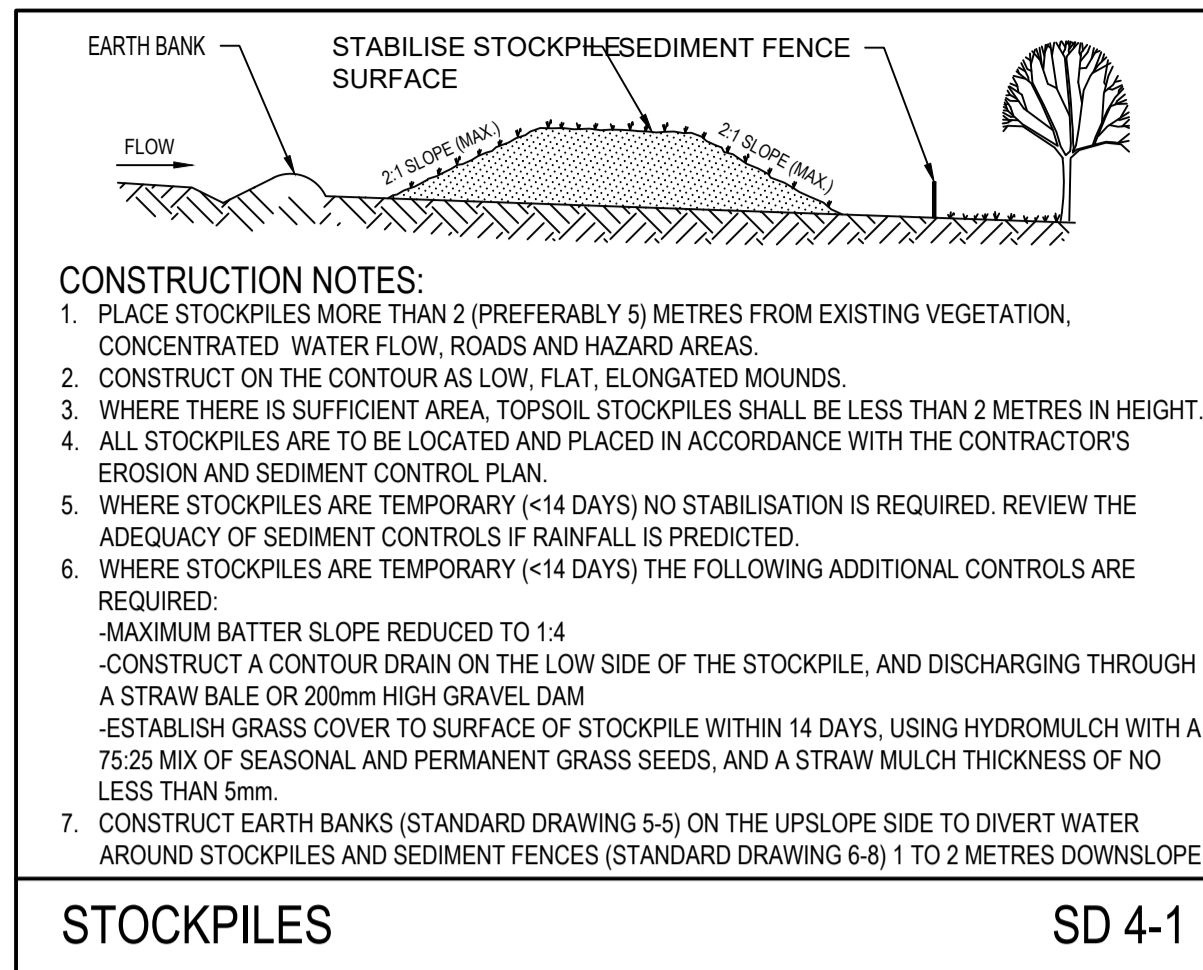 EARTH BANK
STABILISE STOCKPILE
SURFACE
SEDIMENT FENCE
FLOW
2:1 SLOPE (MAX.)
2:1 SLOPE (MAX.)
CONSTRUCTION NOTES:
1. PLACE STOCKPILES MORE THAN 2 (PREFERABLY 5) METRES FROM EXISTING VEGETATION,
CONCENTRATED WATER FLOW, ROADS AND HAZARD AREAS.
2. CONSTRUCT ON THE CONTOUR AS LOW, FLAT, ELONGATED MOUNDS.
3. WHERE THERE IS SUFFICIENT AREA, TOPSOIL STOCKPILES SHALL BE LESS THAN 2 METRES IN HEIGHT.
4. ALL STOCKPILES ARE TO BE LOCATED AND PLACED IN ACCORDANCE WITH THE CONTRACTOR'S
EROSION AND SEDIMENT CONTROL PLAN.
5. WHERE STOCKPILES ARE TEMPORARY (<14 DAYS) NO STABILISATION IS REQUIRED. REVIEW THE
ADEQUACY OF SEDIMENT CONTROLS IF RAINFALL IS PREDICTED.
6. WHERE STOCKPILES ARE TEMPORARY (<14 DAYS) THE FOLLOWING ADDITIONAL CONTROLS ARE
REQUIRED:
-MAXIMUM BATTER SLOPE REDUCED TO 1:4
-CONSTRUCT A CONTOUR DRAIN ON THE LOW SIDE OF THE STOCKPILE, AND DISCHARGING THROUGH
A STRAW BALE OR 200mm HIGH GRAVEL DAM
-ESTABLISH GRASS COVER TO SURFACE OF STOCKPILE WITHIN 14 DAYS, USING HYDROMULCH WITH A
75:25 MIX OF SEASONAL AND PERMANENT GRASS SEEDS, AND A STRAW MULCH THICKNESS OF NO
LESS THAN 5mm.
7. CONSTRUCT EARTH BANKS (STANDARD DRAWING 5-5) ON THE UPSLOPE SIDE TO DIVERT WATER
AROUND STOCKPILES AND SEDIMENT FENCES (STANDARD DRAWING 6-8) 1 TO 2 METRES DOWNSLOPE
STOCKPILES
SD 4-1